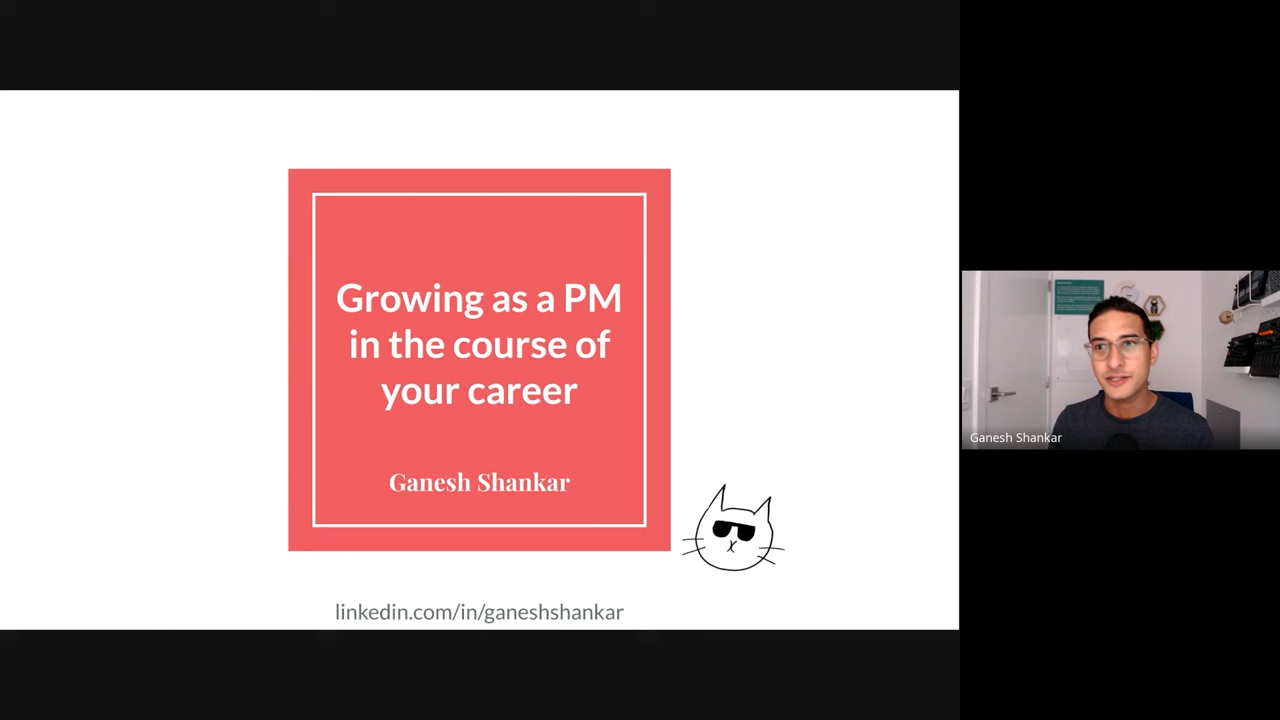 Growing as a PM
in the course of
your career
Ganesh Shankar
linkedin.com/in/ganeshshankar
Ganesh Shankar